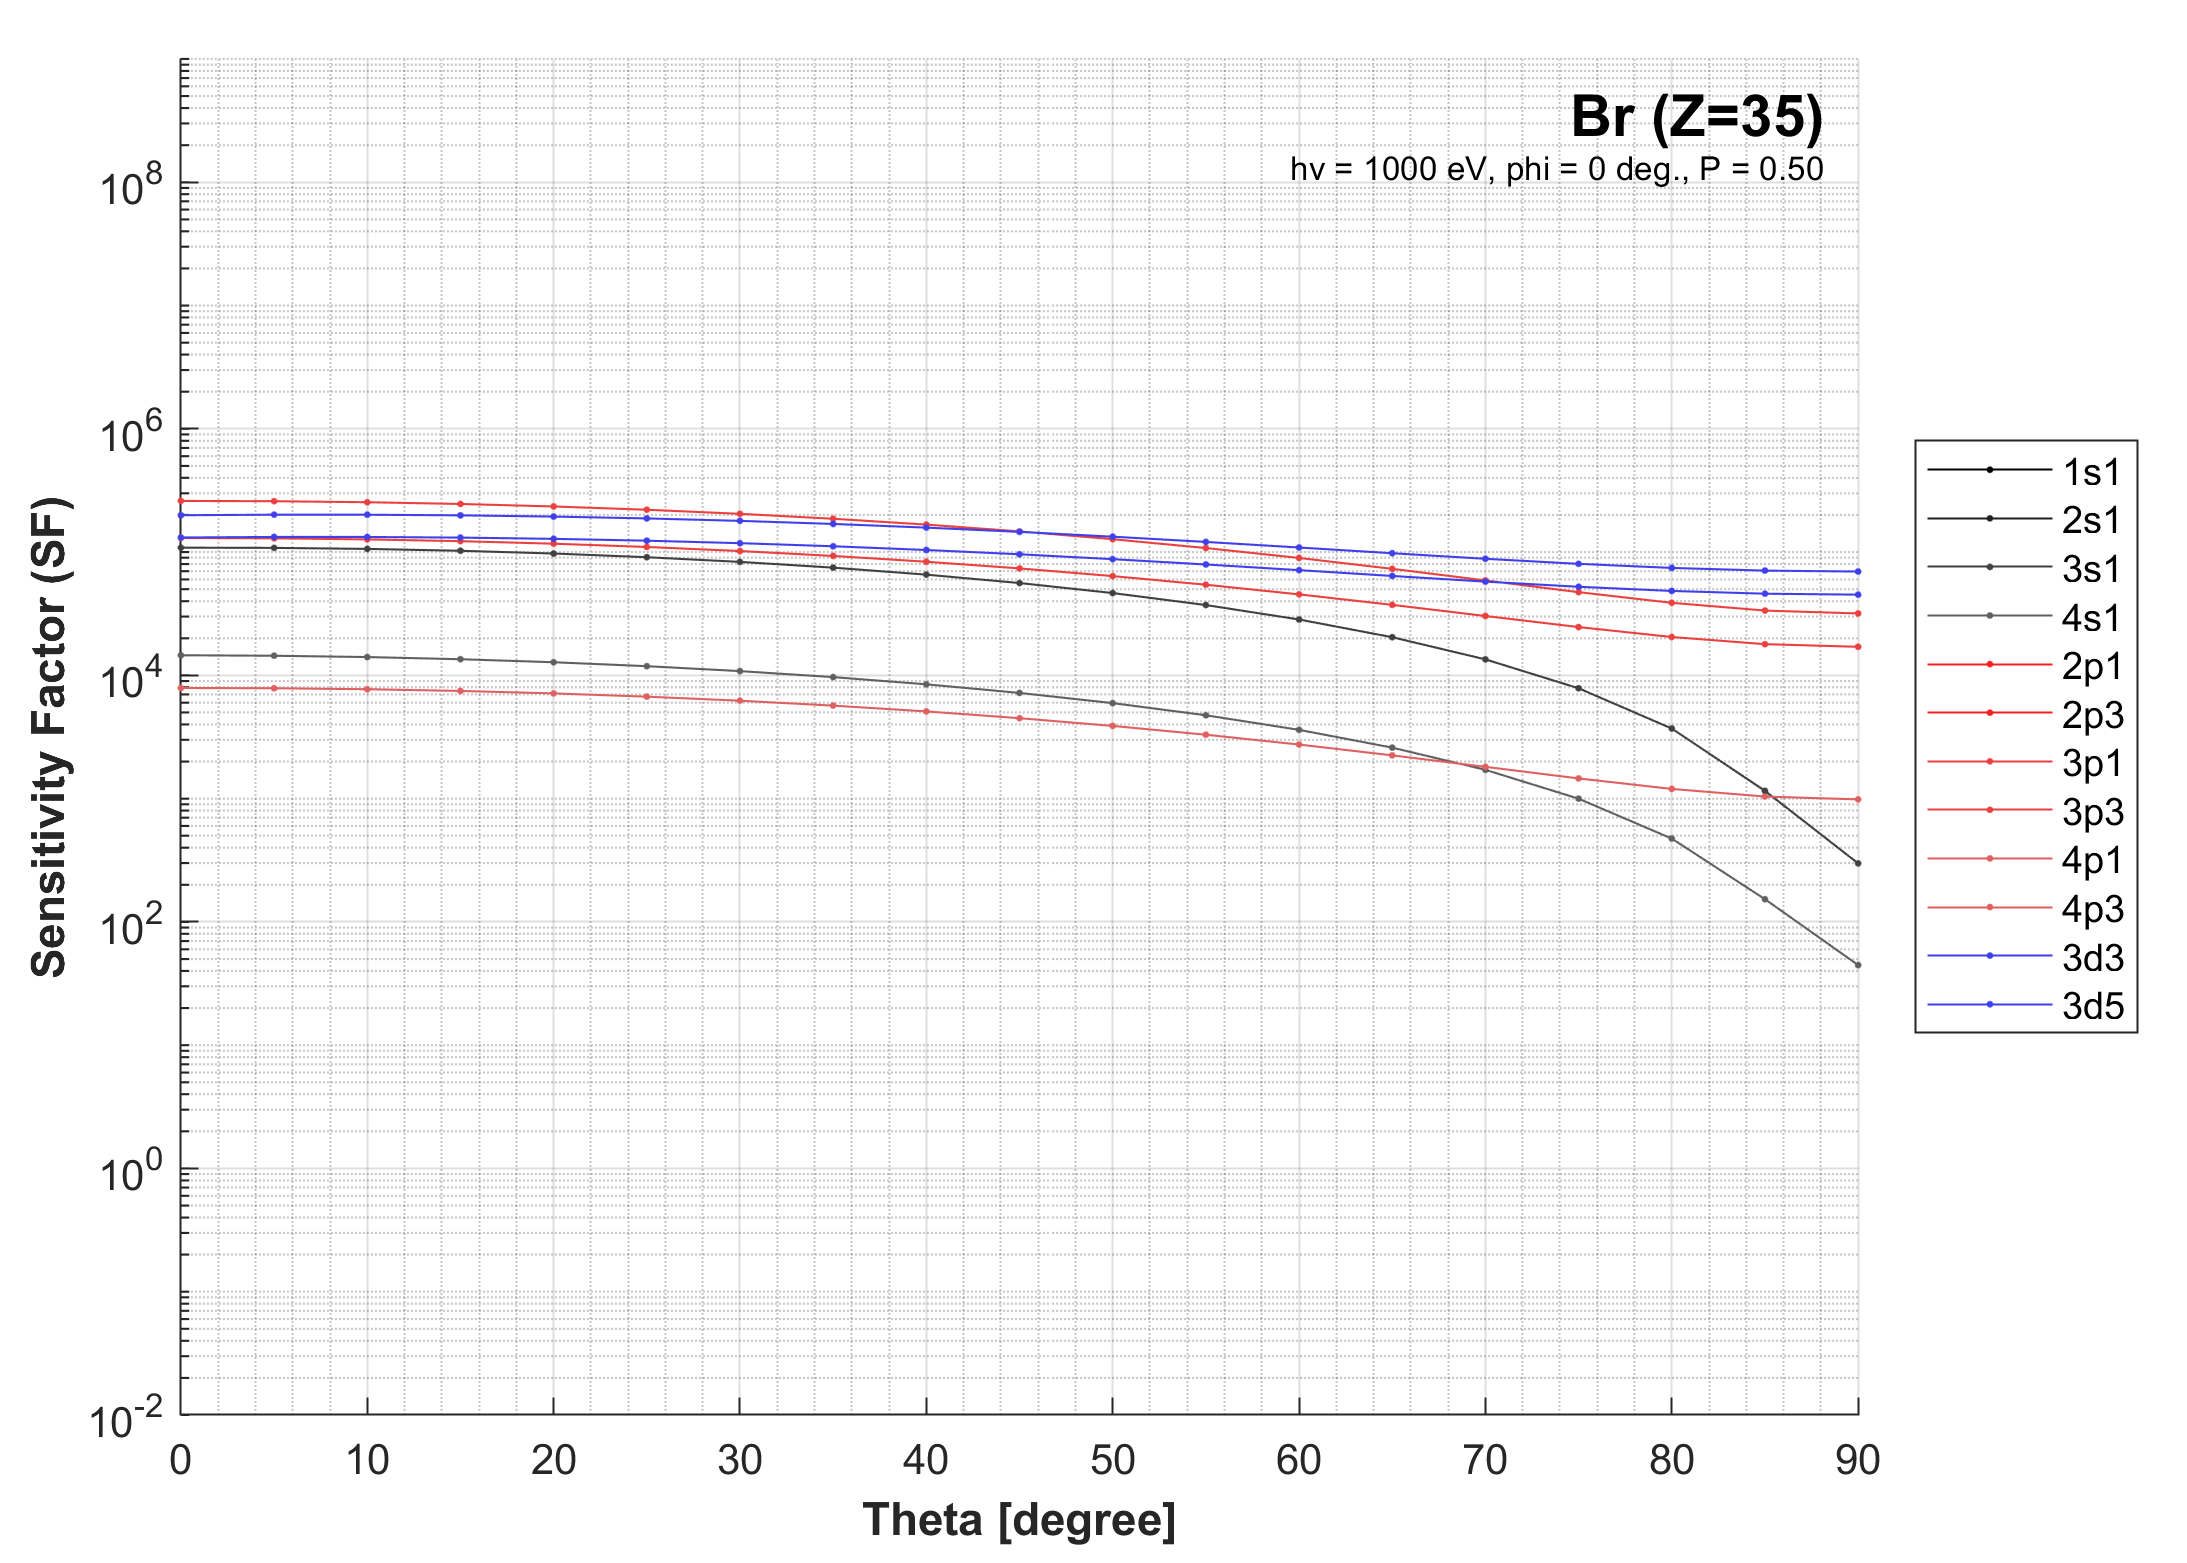 Br (Z=35)
hv = 1000 eV, phi = 0 deg., P = 0.50
Sensitivity Factor (SF)
10^8
10^6
10^4
10^2
10^0
10^-2
0 10 20 30 40 50 60 70 80 90
Theta [degree]
1s1
2s1
3s1
4s1
2p1
2p3
3p1
3p3
4p1
4p3
3d3
3d5